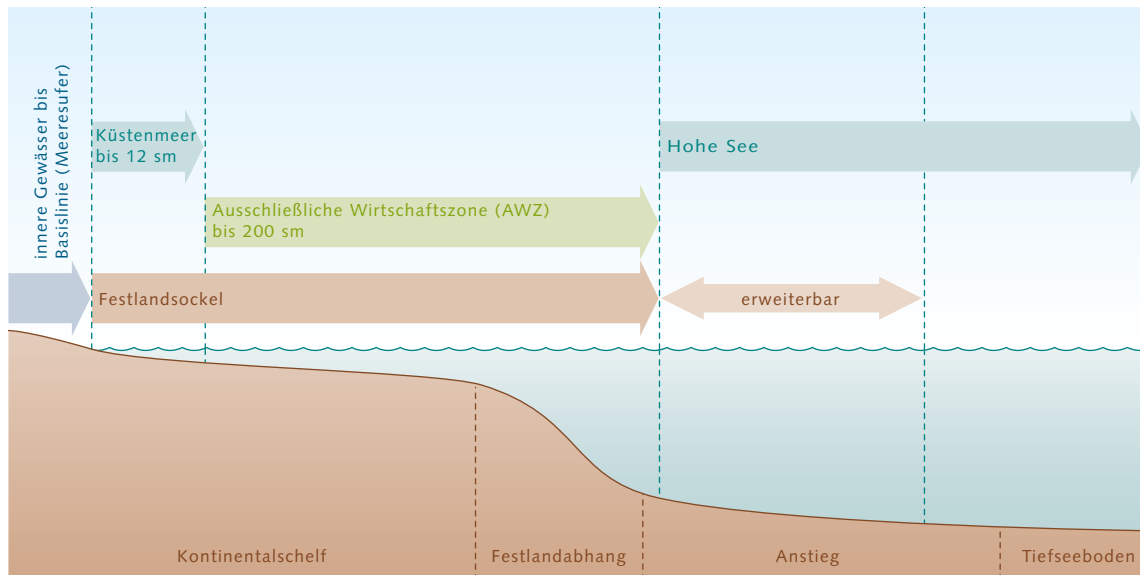 innere Gewässer bis
Basislinie (Meeresufer)
Küstenmeer
bis 12 sm
Hohe See
Ausschließliche Wirtschaftszone (AWZ)
bis 200 sm
Festlandsockel
erweiterbar
Kontinentalschelf
Festlandabhang
Anstieg
Tiefseeboden